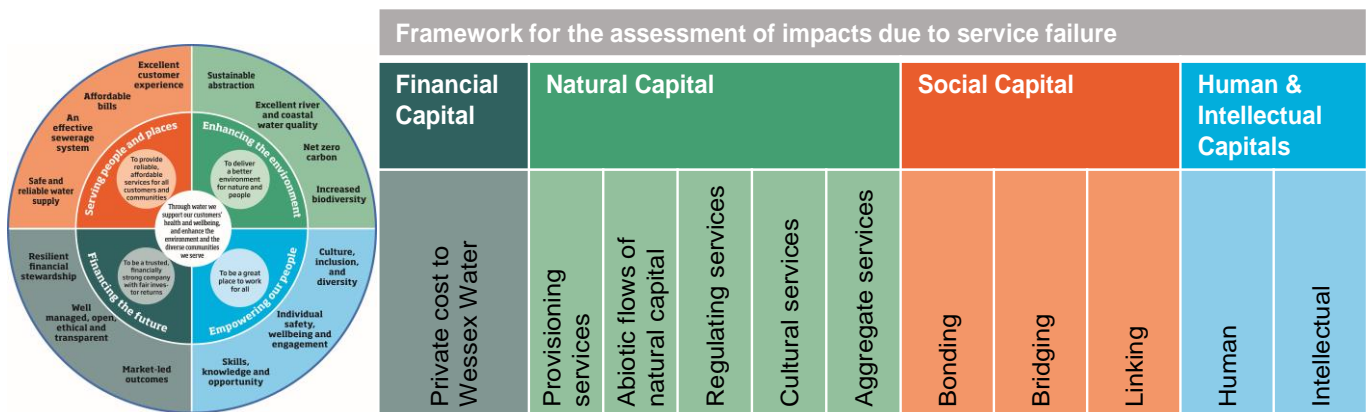 Excellent
customer
experience
Affordable
bills
An
effective
sewerage
system
Safe and
reliable water
supply
Serving people and places
To provide
reliable,
affordable
services for all
customers and
communities
Sustainable
abstraction
Excellent river
and coastal
water quality
Net zero
carbon
Increased
biodiversity
Enhancing the environment
To deliver
a better
environment
for nature and
people
Through water we
support our customers'
health and wellbeing,
and enhance the
environment and the
diverse communities
we serve
Resilient
financial
stewardship
Well
managed, open,
ethical and
transparent
Market-led
outcomes
Financing the future
To be a trusted,
financially
strong company
with fair inves-
tor returns
Culture,
inclusion,
and
diversity
Individual
safety,
wellbeing and
engagement
Skills,
knowledge and
opportunity
Empowering our people
To be a great
place to work
for all
Framework for the assessment of impacts due to service failure
Financial
Capital
Natural Capital
Social Capital
Human &
Intellectual
Capitals
Private cost to
Wessex Water
Provisioning
services
Abiotic flows of
natural capital
Regulating services
Cultural services
Aggregate services
Bonding
Bridging
Linking
Human
Intellectual